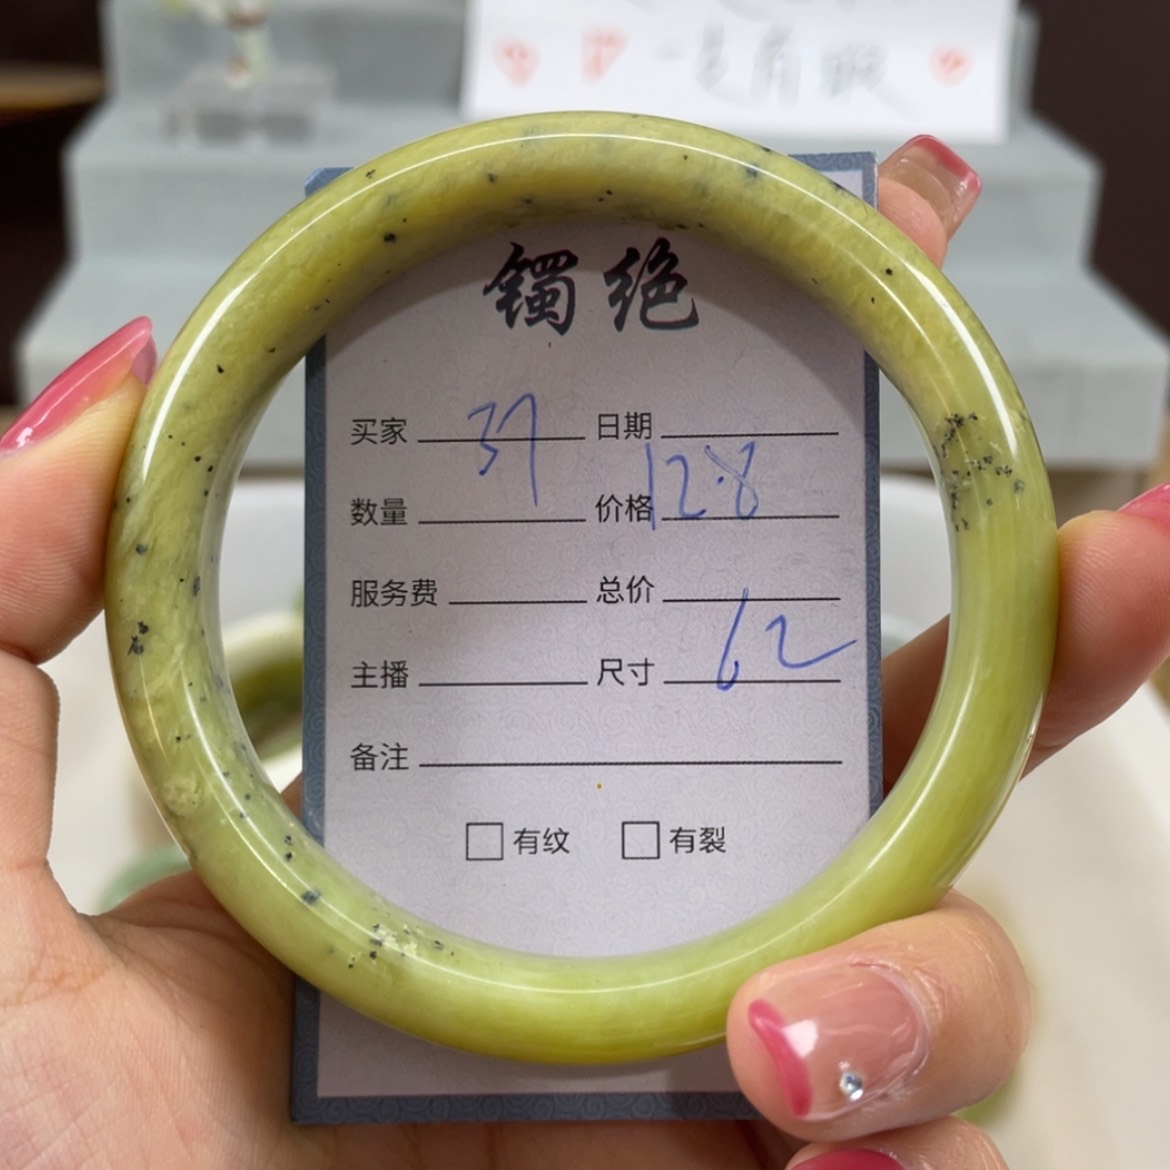 镯绝
买家 37 日期
数量 价格 12.8
服务费 总价
主播 尺寸 62
备注
有纹 有裂